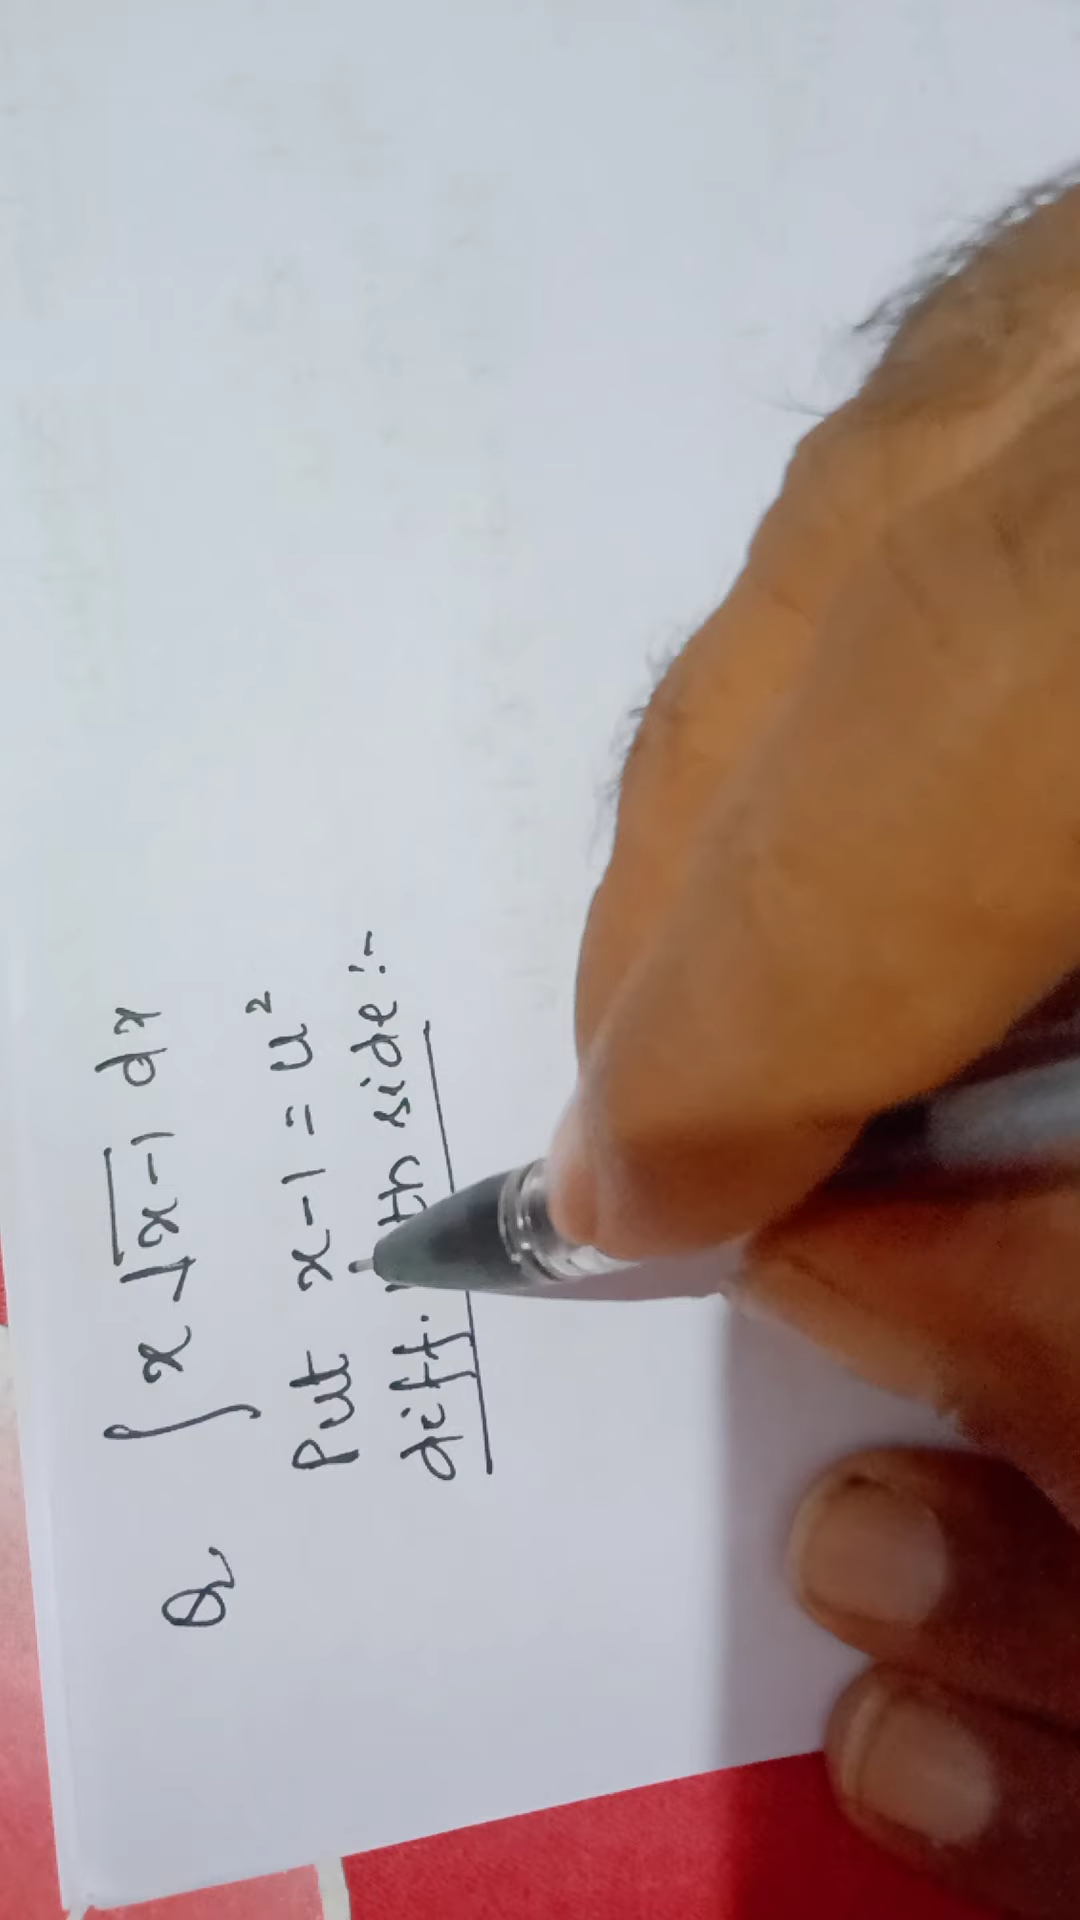 Q ∫ x √x-1 dx
Put x-1 = u²
diff. side :-